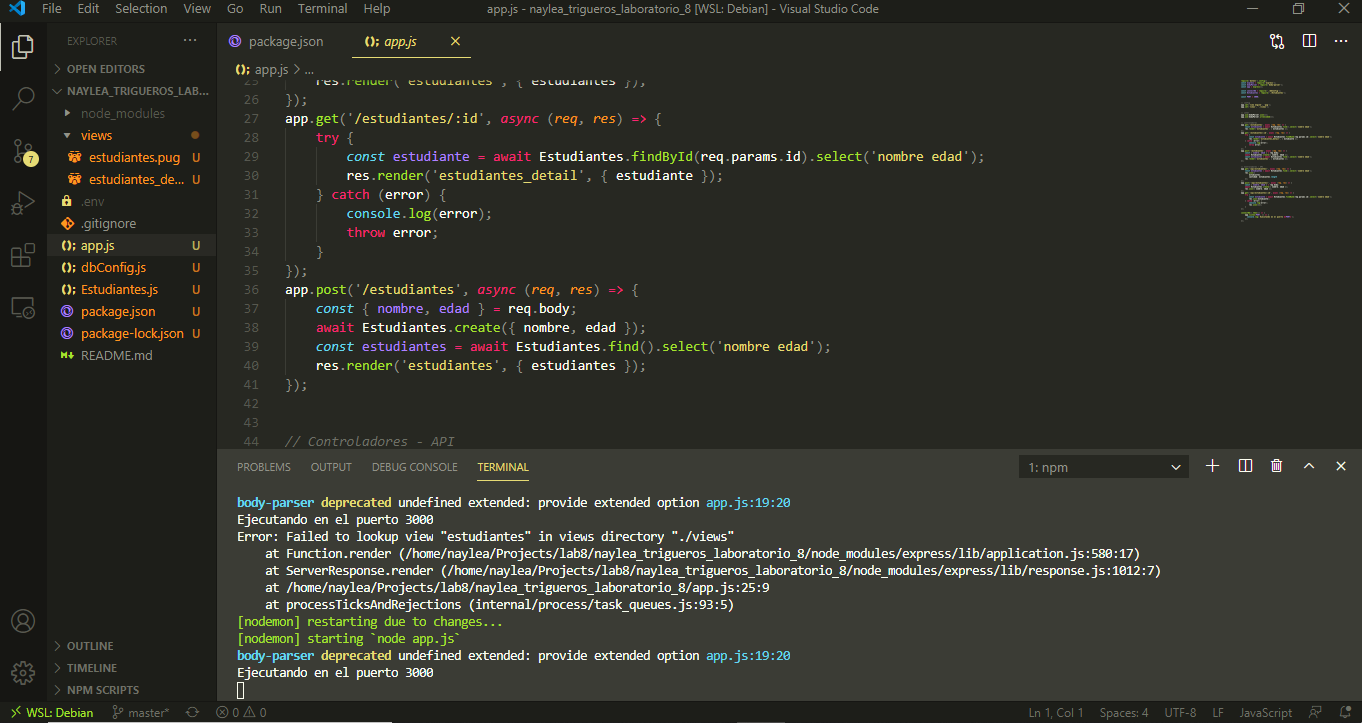 File Edit Selection View Go Run Terminal Help
app.js - naylea_trigueros_laboratorio_8 [WSL: Debian] - Visual Studio Code
EXPLORER ...
OPEN EDITORS
NAYLEA_TRIGUEROS_LAB...
node_modules
views
estudiantes.pug U
estudiantes_de... U
.env
.gitignore
app.js U
dbConfig.js U
Estudiantes.js U
package.json U
package-lock.json U
README.md
7
OUTLINE
TIMELINE
NPM SCRIPTS
package.json
app.js
app.js > ...
25 res.render('estudiantes', { estudiantes });
26 });
27 app.get('/estudiantes/:id', async (req, res) => {
28 try {
29 const estudiante = await Estudiantes.findById(req.params.id).select('nombre edad');
30 res.render('estudiantes_detail', { estudiante });
31 } catch (error) {
32 console.log(error);
33 throw error;
34 }
35 });
36 app.post('/estudiantes', async (req, res) => {
37 const { nombre, edad } = req.body;
38 await Estudiantes.create({ nombre, edad });
39 const estudiantes = await Estudiantes.find().select('nombre edad');
40 res.render('estudiantes', { estudiantes });
41 });
42
43
44 // Controladores - API
PROBLEMS OUTPUT DEBUG CONSOLE TERMINAL
1: npm
body-parser deprecated undefined extended: provide extended option app.js:19:20
Ejecutando en el puerto 3000
Error: Failed to lookup view "estudiantes" in views directory "./views"
at Function.render (/home/naylea/Projects/lab8/naylea_trigueros_laboratorio_8/node_modules/express/lib/application.js:580:17)
at ServerResponse.render (/home/naylea/Projects/lab8/naylea_trigueros_laboratorio_8/node_modules/express/lib/response.js:1012:7)
at /home/naylea/Projects/lab8/naylea_trigueros_laboratorio_8/app.js:25:9
at processTicksAndRejections (internal/process/task_queues.js:93:5)
[nodemon] restarting due to changes...
[nodemon] starting `node app.js`
body-parser deprecated undefined extended: provide extended option app.js:19:20
Ejecutando en el puerto 3000
WSL: Debian master* 0 0
Ln 1, Col 1 Spaces: 4 UTF-8 LF JavaScript